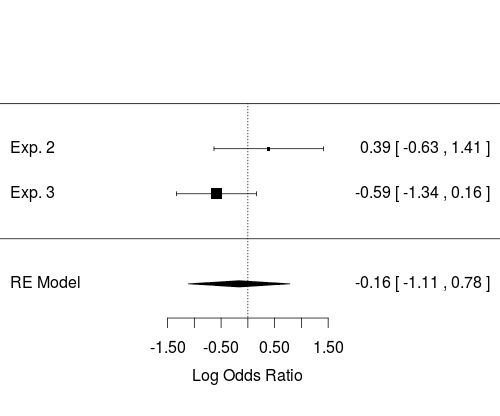 Exp. 2 0.39 [ -0.63 , 1.41 ]
Exp. 3 -0.59 [ -1.34 , 0.16 ]
RE Model -0.16 [ -1.11 , 0.78 ]
-1.50 -0.50 0.50 1.50
Log Odds Ratio